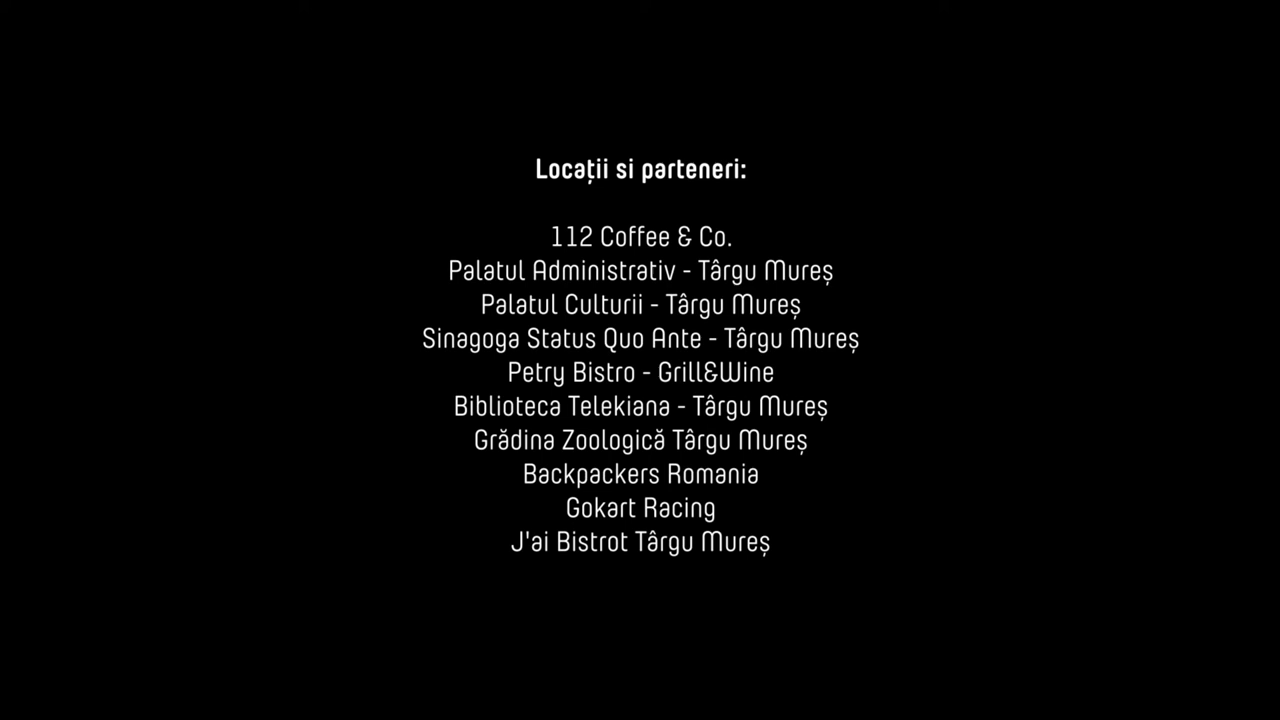 Locații si parteneri:
112 Coffee & Co.
Palatul Administrativ - Târgu Mureș
Palatul Culturii - Târgu Mureș
Sinagoga Status Quo Ante - Târgu Mureș
Petry Bistro - Grill&Wine
Biblioteca Telekiana - Târgu Mureș
Grădina Zoologică Târgu Mureș
Backpackers Romania
Gokart Racing
J'ai Bistrot Târgu Mureș